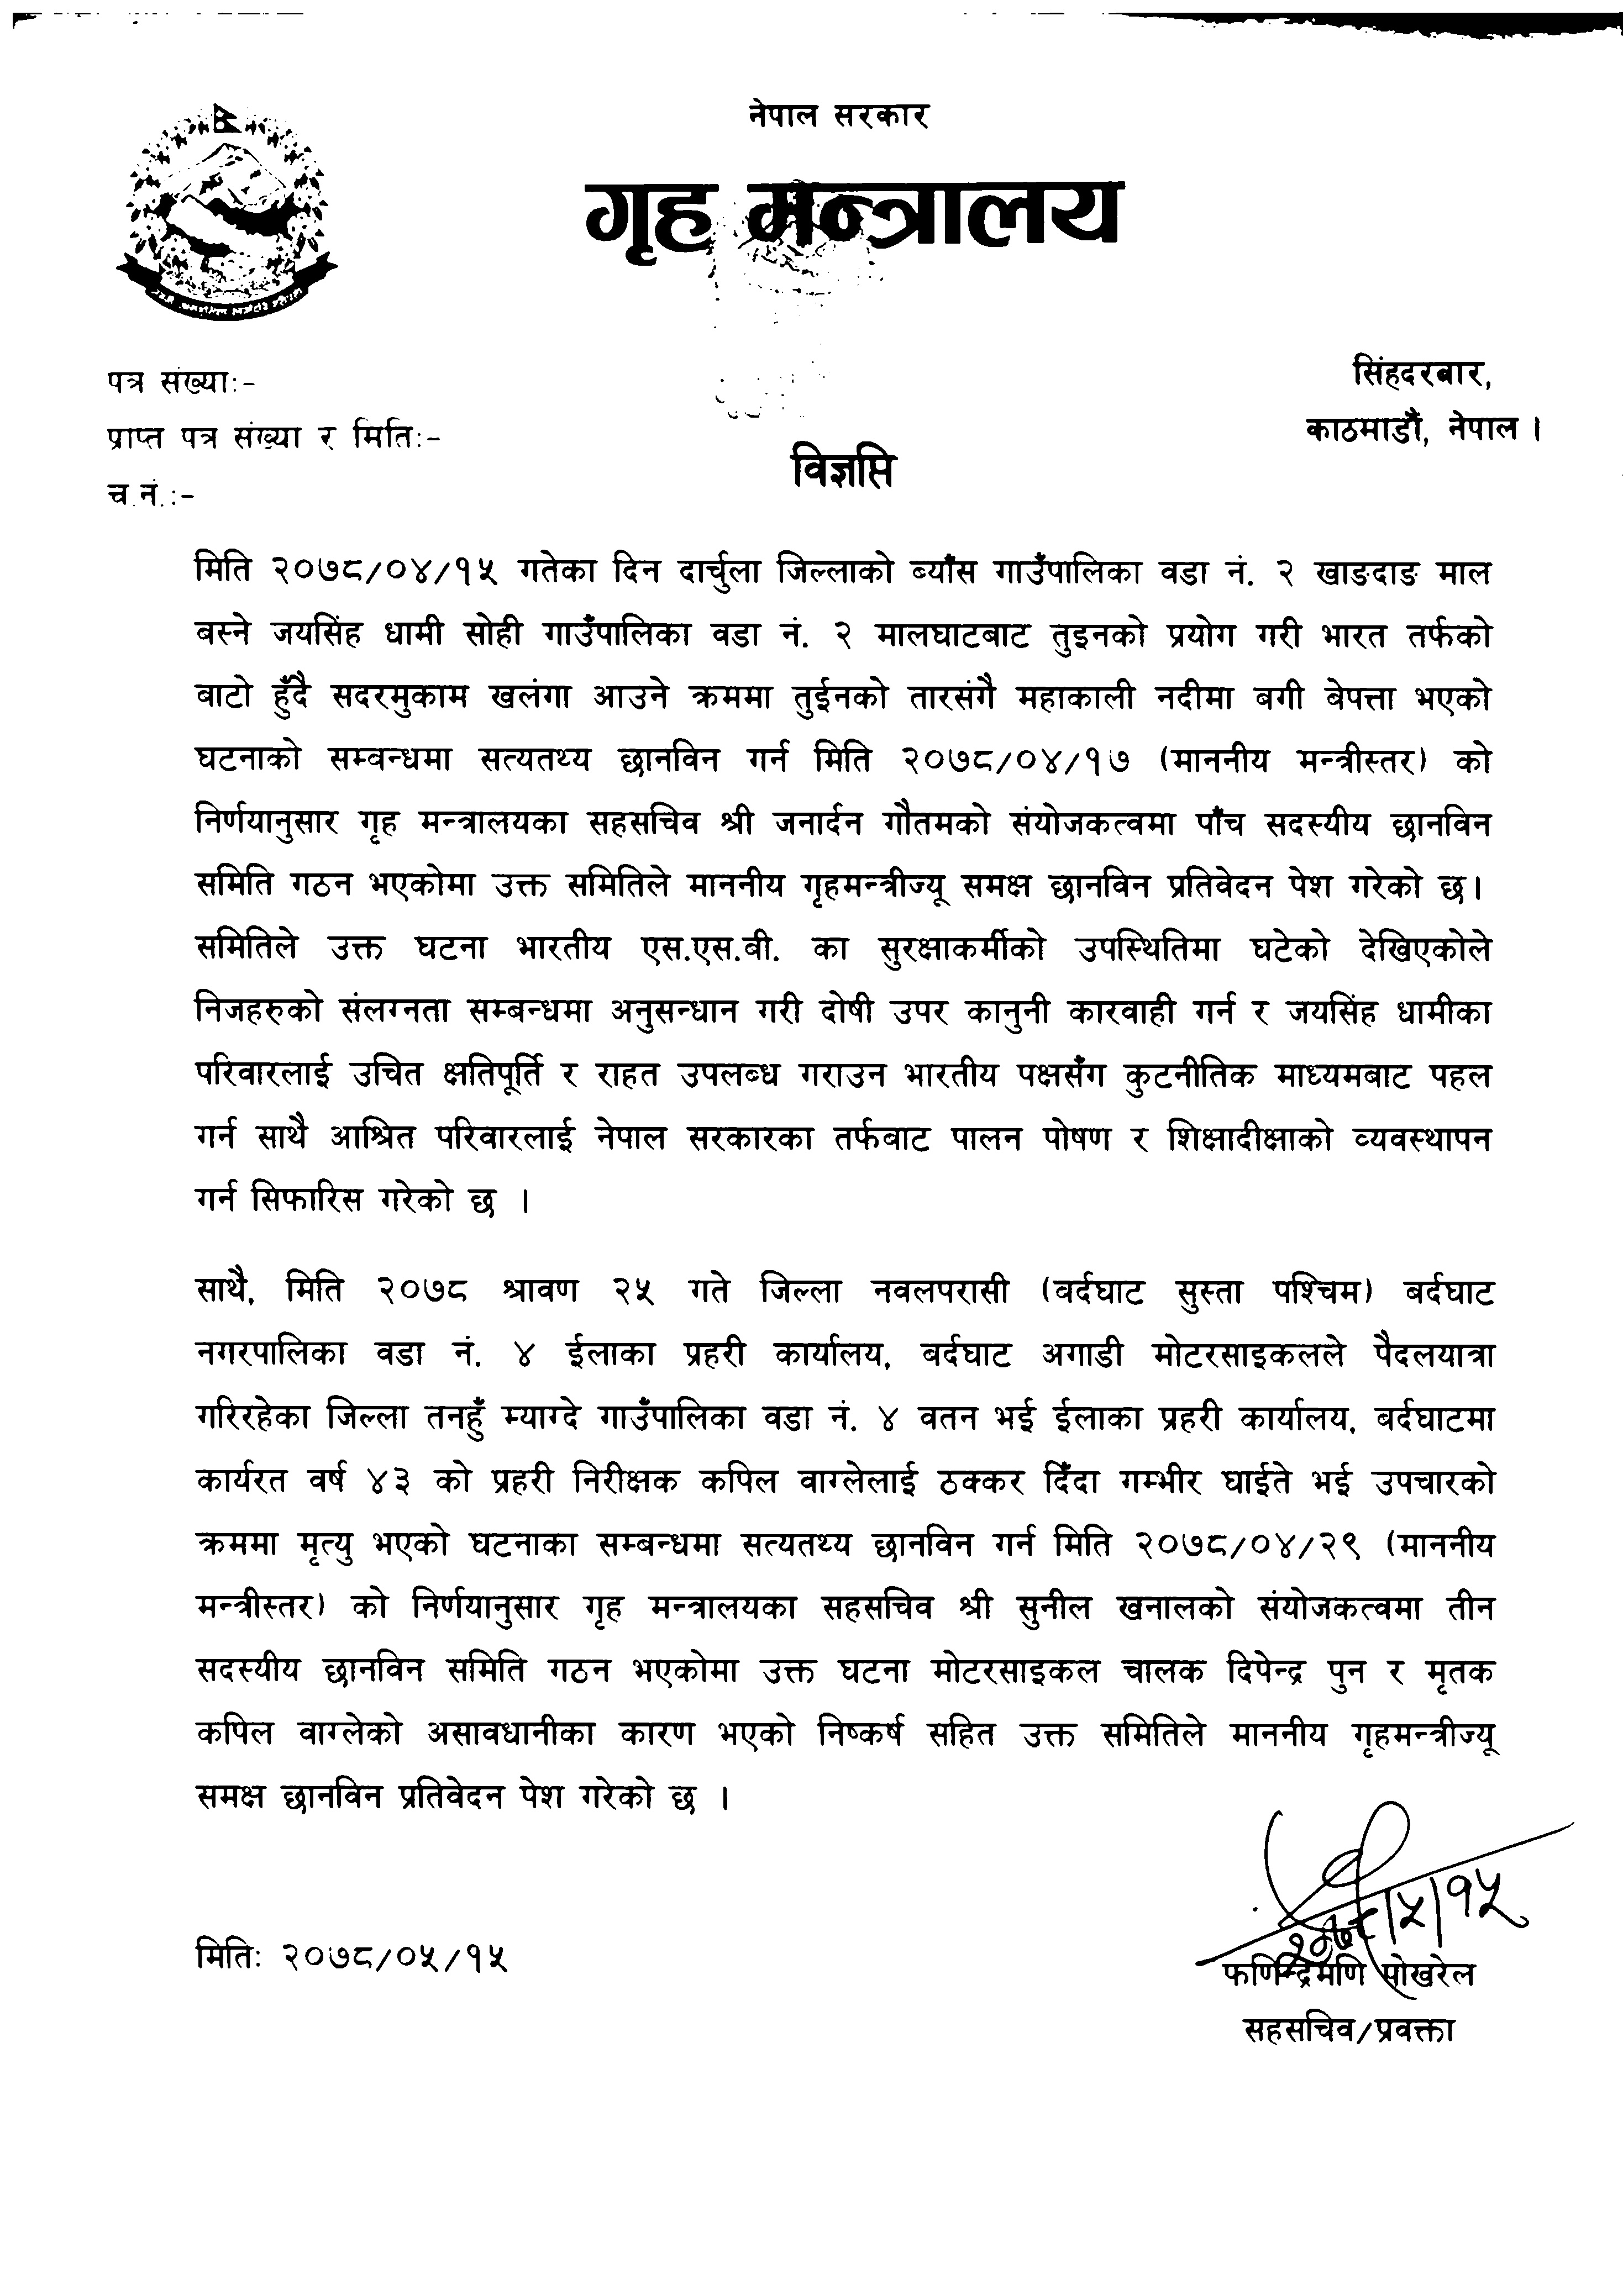 नेपाल सरकार
गृह मन्त्रालय
सिंहदरबार,
काठमाडौं, नेपाल ।
पत्र संख्याः-
प्राप्त पत्र संख्या र मितिः-
च.नं.:-
विज्ञप्ति
मिति २०७८/०४/१५ गतेका दिन दार्चुला जिल्लाको ब्याँस गाउँपालिका वडा नं. २ खाङदाङ माल
बस्ने जयसिंह धामी सोही गाउँपालिका वडा नं. २ मालघाटबाट तुइनको प्रयोग गरी भारत तर्फको
बाटो हुँदै सदरमुकाम खलंगा आउने क्रममा तुईनको तारसंगै महाकाली नदीमा बगी बेपत्ता भएको
घटनाको सम्बन्धमा सत्यतथ्य छानविन गर्न मिति २०७८/०४/१७ (माननीय मन्त्रीस्तर) को
निर्णयानुसार गृह मन्त्रालयका सहसचिव श्री जनार्दन गौतमको संयोजकत्वमा पाँच सदस्यीय छानविन
समिति गठन भएकोमा उक्त समितिले माननीय गृहमन्त्रीज्यू समक्ष छानविन प्रतिवेदन पेश गरेको छ।
समितिले उक्त घटना भारतीय एस.एस.बी. का सुरक्षाकर्मीको उपस्थितिमा घटेको देखिएकोले
निजहरुको संलग्नता सम्बन्धमा अनुसन्धान गरी दोषी उपर कानुनी कारवाही गर्न र जयसिंह धामीका
परिवारलाई उचित क्षतिपूर्ति र राहत उपलब्ध गराउन भारतीय पक्षसँग कुटनीतिक माध्यमबाट पहल
गर्न साथै आश्रित परिवारलाई नेपाल सरकारका तर्फबाट पालन पोषण र शिक्षादीक्षाको व्यवस्थापन
गर्न सिफारिस गरेको छ ।
साथै, मिति २०७८ श्रावण २५ गते जिल्ला नवलपरासी (बर्दघाट सुस्ता पश्चिम) बर्दघाट
नगरपालिका वडा नं. ४ ईलाका प्रहरी कार्यालय, बर्दघाट अगाडी मोटरसाइकलले पैदलयात्रा
गरिरहेका जिल्ला तनहुँ म्याग्दे गाउँपालिका वडा नं. ४ वतन भई ईलाका प्रहरी कार्यालय, बर्दघाटमा
कार्यरत वर्ष ४३ को प्रहरी निरीक्षक कपिल वाग्लेलाई ठक्कर दिँदा गम्भीर घाईते भई उपचारको
क्रममा मृत्यु भएको घटनाका सम्बन्धमा सत्यतथ्य छानविन गर्न मिति २०७८/०४/२९ (माननीय
मन्त्रीस्तर) को निर्णयानुसार गृह मन्त्रालयका सहसचिव श्री सुनील खनालको संयोजकत्वमा तीन
सदस्यीय छानविन समिति गठन भएकोमा उक्त घटना मोटरसाइकल चालक दिपेन्द्र पुन र मृतक
कपिल वाग्लेको असावधानीका कारण भएको निष्कर्ष सहित उक्त समितिले माननीय गृहमन्त्रीज्यू
समक्ष छानविन प्रतिवेदन पेश गरेको छ ।
२०७८/५/१५
मितिः २०७८/०५/१५
फणिन्द्रमणि पोखरेल
सहसचिव/प्रवक्ता